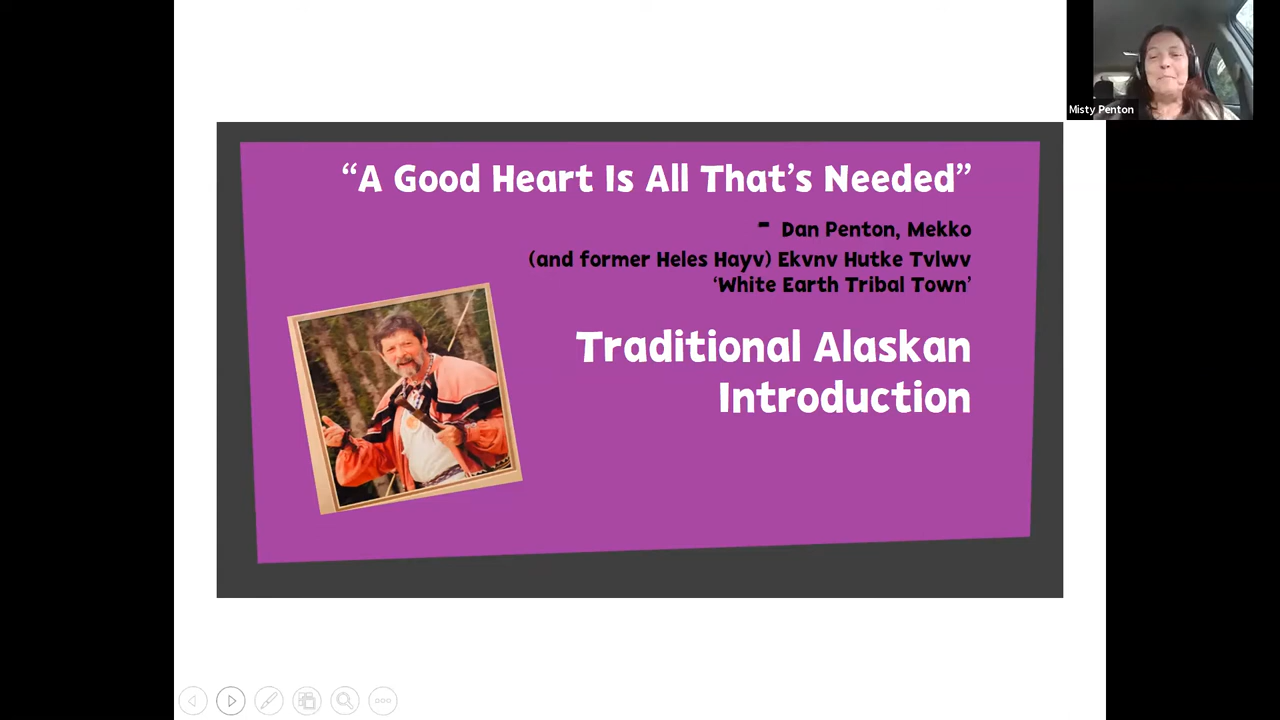 Misty Penton
“A Good Heart Is All That’s Needed”
- Dan Penton, Mekko
(and former Heles Hayv) Ekvnv Hutke Tvlwv
‘White Earth Tribal Town’
Traditional Alaskan
Introduction